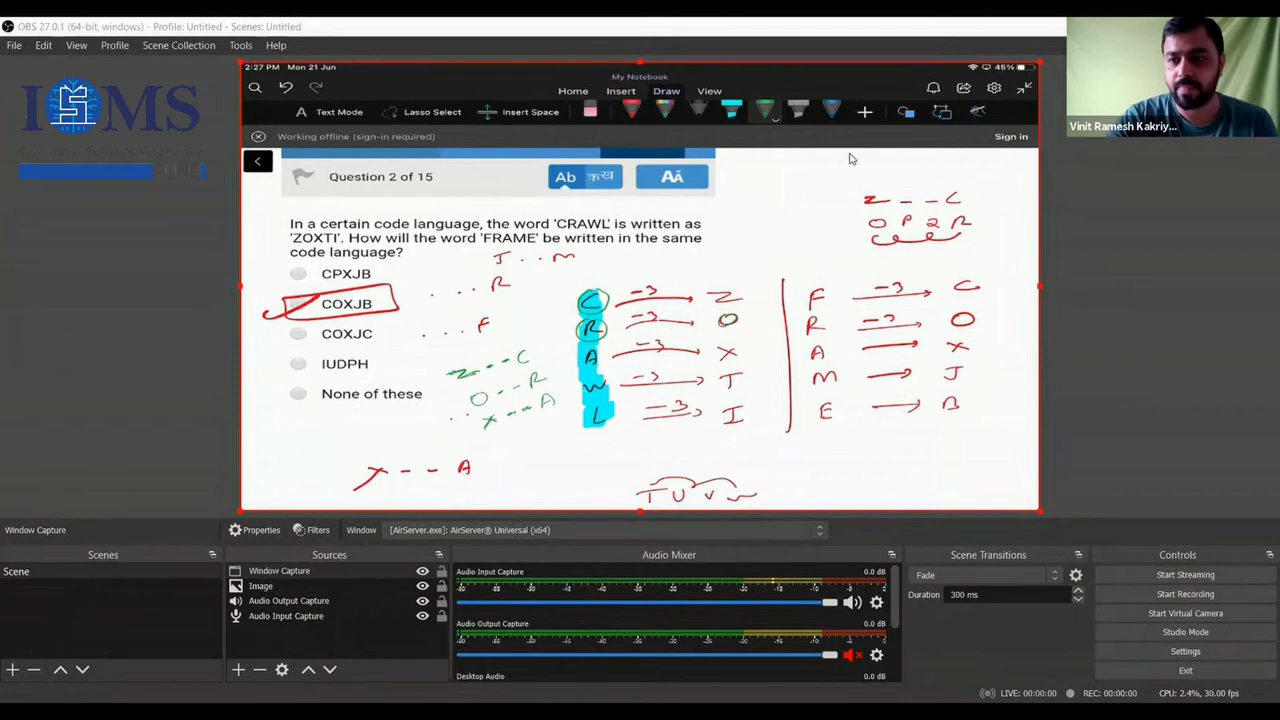 OBS 27.0.1 (64-bit, windows) - Profile: Untitled - Scenes: Untitled
File Edit View Docks Profile Scene Collection Tools Help
2:27 PM Mon 21 Jun
45%
My Notebook
Home Insert Draw View
Text Mode Lasso Select Insert Space
Working offline (sign-in required)
Sign in
Vinit Ramesh Kakriy...
Question 2 of 15
Ab कख
In a certain code language, the word 'CRAWL' is written as
'ZOXTI'. How will the word 'FRAME' be written in the same
code language?
CPXJB
COXJB
COXJC
IUDPH
None of these
J . . M
. . . R
. . . F
Z - - C
O - - R
X - - A
X - - A
C -3 Z
R -3 O
A -3 X
W -3 T
L -3 I
T U V W
F -3 C
R -3 O
A X
M J
E B
Z - - C
O P Q R
Window Capture
Properties Filters Window [AirServer.exe]: AirServer® Universal (x64)
Scenes
Scene
Sources
Window Capture
Image
Audio Output Capture
Audio Input Capture
Audio Mixer
Audio Input Capture 0.0 dB
Audio Output Capture 0.0 dB
Desktop Audio 0.0 dB
Scene Transitions
Fade
Duration 300 ms
Controls
Start Streaming
Start Recording
Start Virtual Camera
Studio Mode
Settings
Exit
LIVE: 00:00:00 REC: 00:00:00 CPU: 2.4%, 30.00 fps